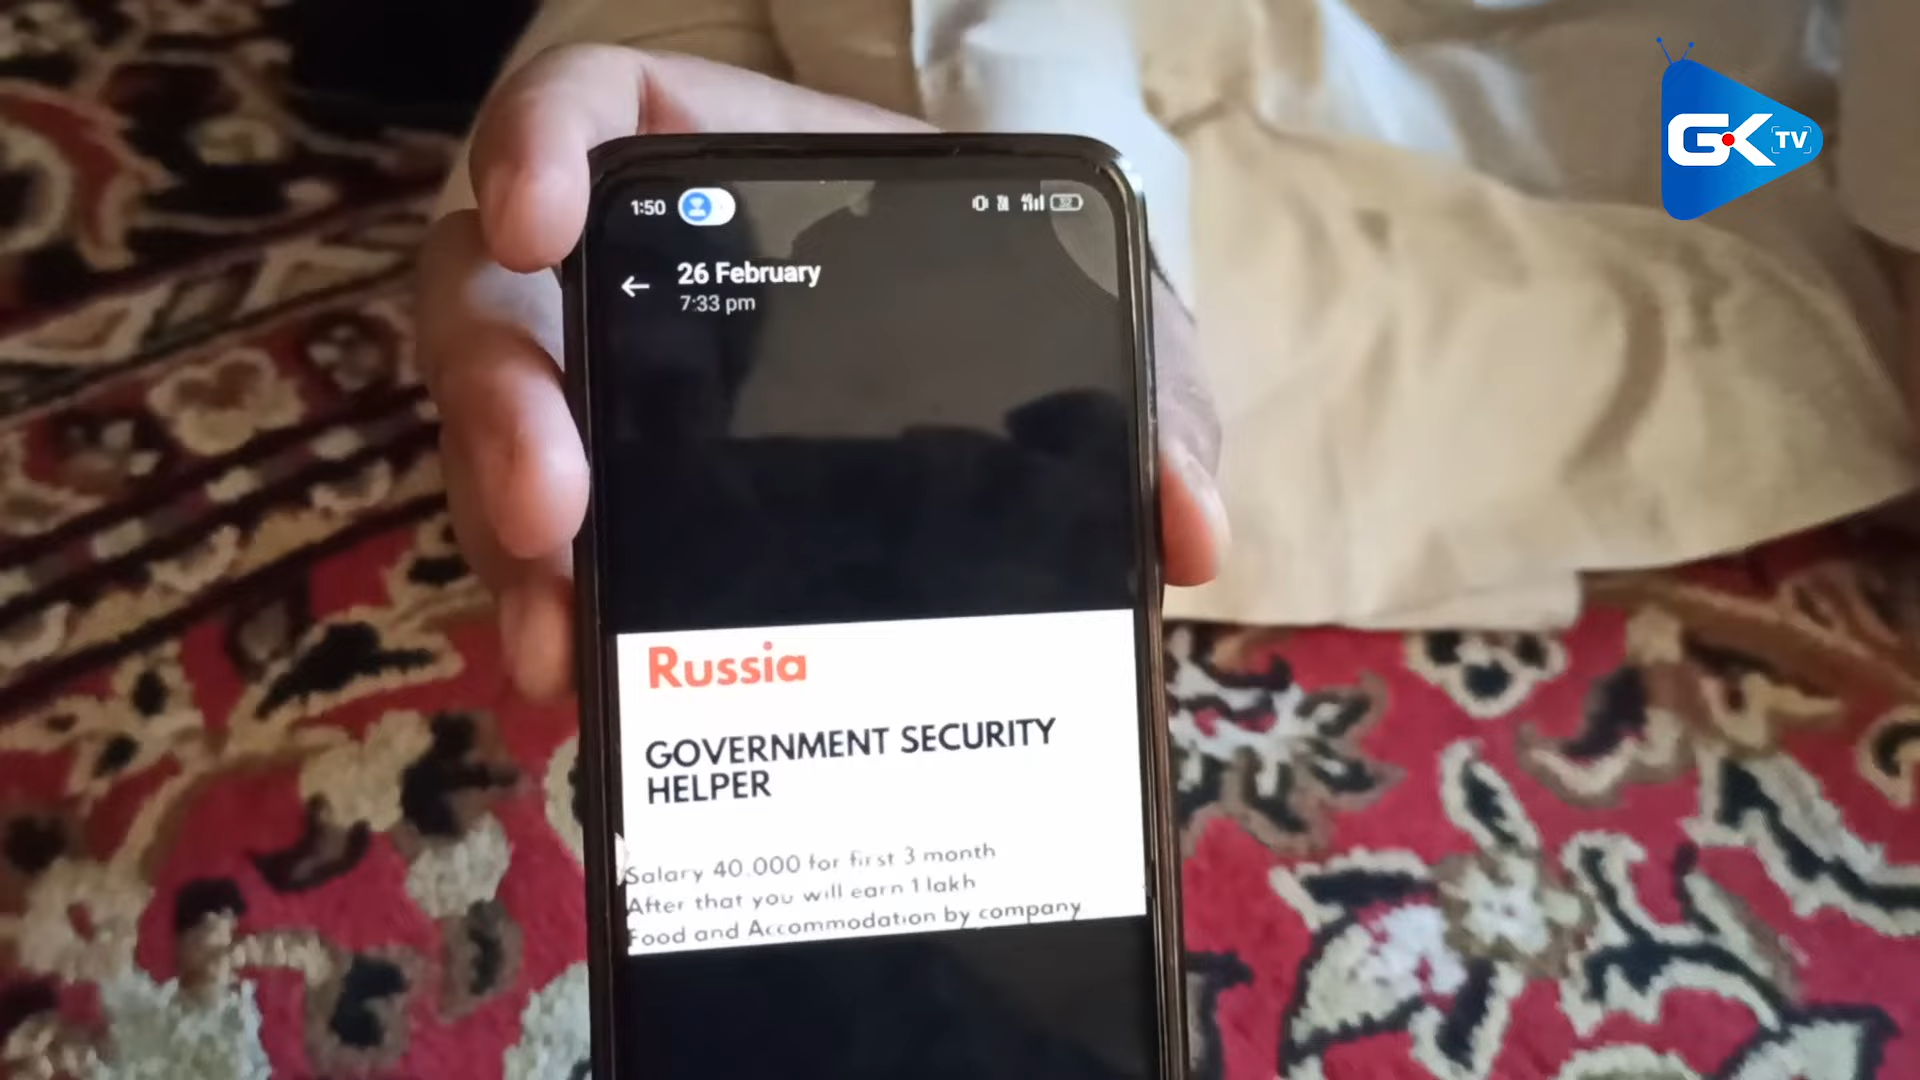 GK TV
1:50
26 February
7:33 pm
Russia
GOVERNMENT SECURITY
HELPER
Salary 40.000 for first 3 month
After that you will earn 1 lakh
Food and Accommodation by company